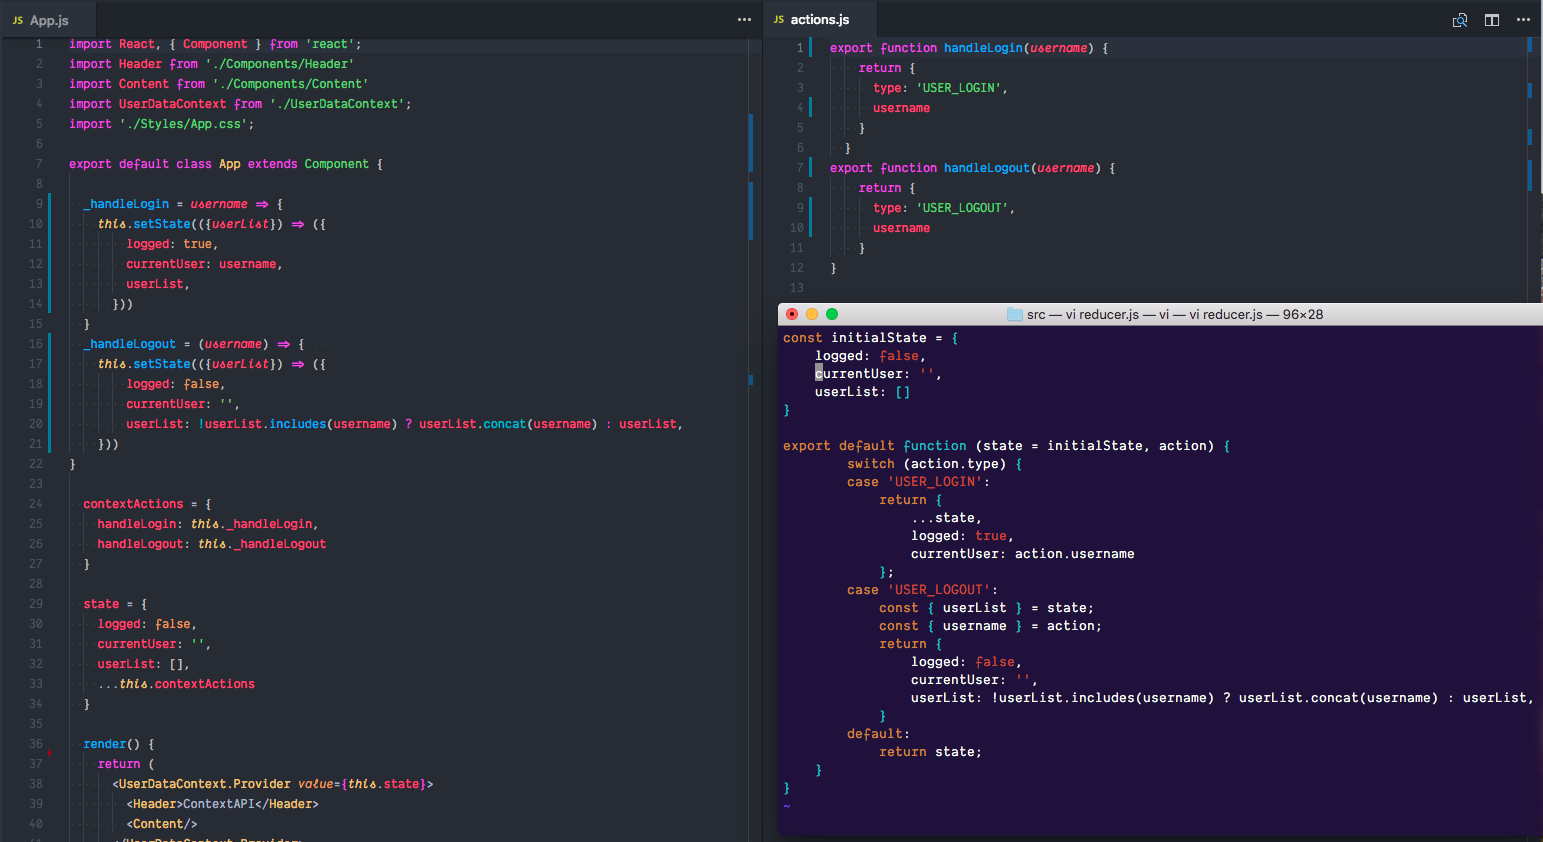 JS App.js
1 import React, { Component } from 'react';
2 import Header from './Components/Header'
3 import Content from './Components/Content'
4 import UserDataContext from './UserDataContext';
5 import './Styles/App.css';
6
7 export default class App extends Component {
8
9 _handleLogin = username => {
10 this.setState(({userList}) => ({
11 logged: true,
12 currentUser: username,
13 userList,
14 }))
15 }
16 _handleLogout = (username) => {
17 this.setState(({userList}) => ({
18 logged: false,
19 currentUser: '',
20 userList: !userList.includes(username) ? userList.concat(username) : userList,
21 }))
22 }
23
24 contextActions = {
25 handleLogin: this._handleLogin,
26 handleLogout: this._handleLogout
27 }
28
29 state = {
30 logged: false,
31 currentUser: '',
32 userList: [],
33 ...this.contextActions
34 }
35
36 render() {
37 return (
38 <UserDataContext.Provider value={this.state}>
39 <Header>ContextAPI</Header>
40 <Content/>
41 </UserDataContext.Provider>
JS actions.js
1 export function handleLogin(username) {
2 return {
3 type: 'USER_LOGIN',
4 username
5 }
6 }
7 export function handleLogout(username) {
8 return {
9 type: 'USER_LOGOUT',
10 username
11 }
12 }
13
src — vi reducer.js — vi — vi reducer.js — 96×28
const initialState = {
logged: false,
currentUser: '',
userList: []
}
export default function (state = initialState, action) {
switch (action.type) {
case 'USER_LOGIN':
return {
...state,
logged: true,
currentUser: action.username
};
case 'USER_LOGOUT':
const { userList } = state;
const { username } = action;
return {
logged: false,
currentUser: '',
userList: !userList.includes(username) ? userList.concat(username) : userList,
}
default:
return state;
}
}
~